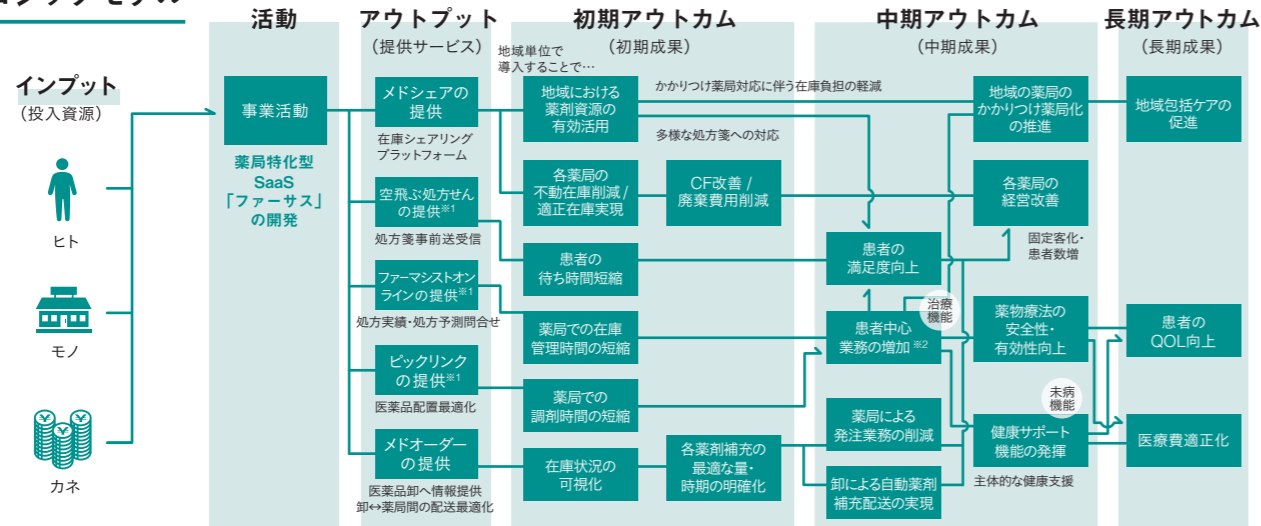 ロジックモデル
インプット
(投入資源)
ヒト
モノ
カネ
活動
事業活動
薬局特化型
SaaS
「ファーサス」
の開発
アウトプット
(提供サービス)
メドシェアの
提供
在庫シェアリング
プラットフォーム
空飛ぶ処方せん
の提供※1
処方箋事前送受信
ファーマシストオン
ラインの提供※1
処方実績・処方予測問合せ
ピックリンク
の提供※1
医薬品配置最適化
メドオーダー
の提供
医薬品卸へ情報提供
卸↔薬局間の配送最適化
初期アウトカム
(初期成果)
地域単位で
導入することで…
地域における
薬剤資源の
有効活用
かかりつけ薬局対応に伴う在庫負担の軽減
多様な処方箋への対応
各薬局の
不動在庫削減/
適正在庫実現
CF改善 /
廃棄費用削減
患者の
待ち時間短縮
薬局での在庫
管理時間の短縮
薬局での
調剤時間の短縮
在庫状況の
可視化
各薬剤補充の
最適な量・
時期の明確化
中期アウトカム
(中期成果)
地域の薬局の
かかりつけ薬局化
の推進
各薬局の
経営改善
固定客化・
患者数増
患者の
満足度向上
治療
機能
患者中心
業務の増加※2
薬物療法の
安全性・
有効性向上
未病
機能
薬局による
発注業務の削減
健康サポート
機能の発揮
主体的な健康支援
卸による自動薬剤
補充配送の実現
長期アウトカム
(長期成果)
地域包括ケアの
促進
患者の
QOL向上
医療費適正化